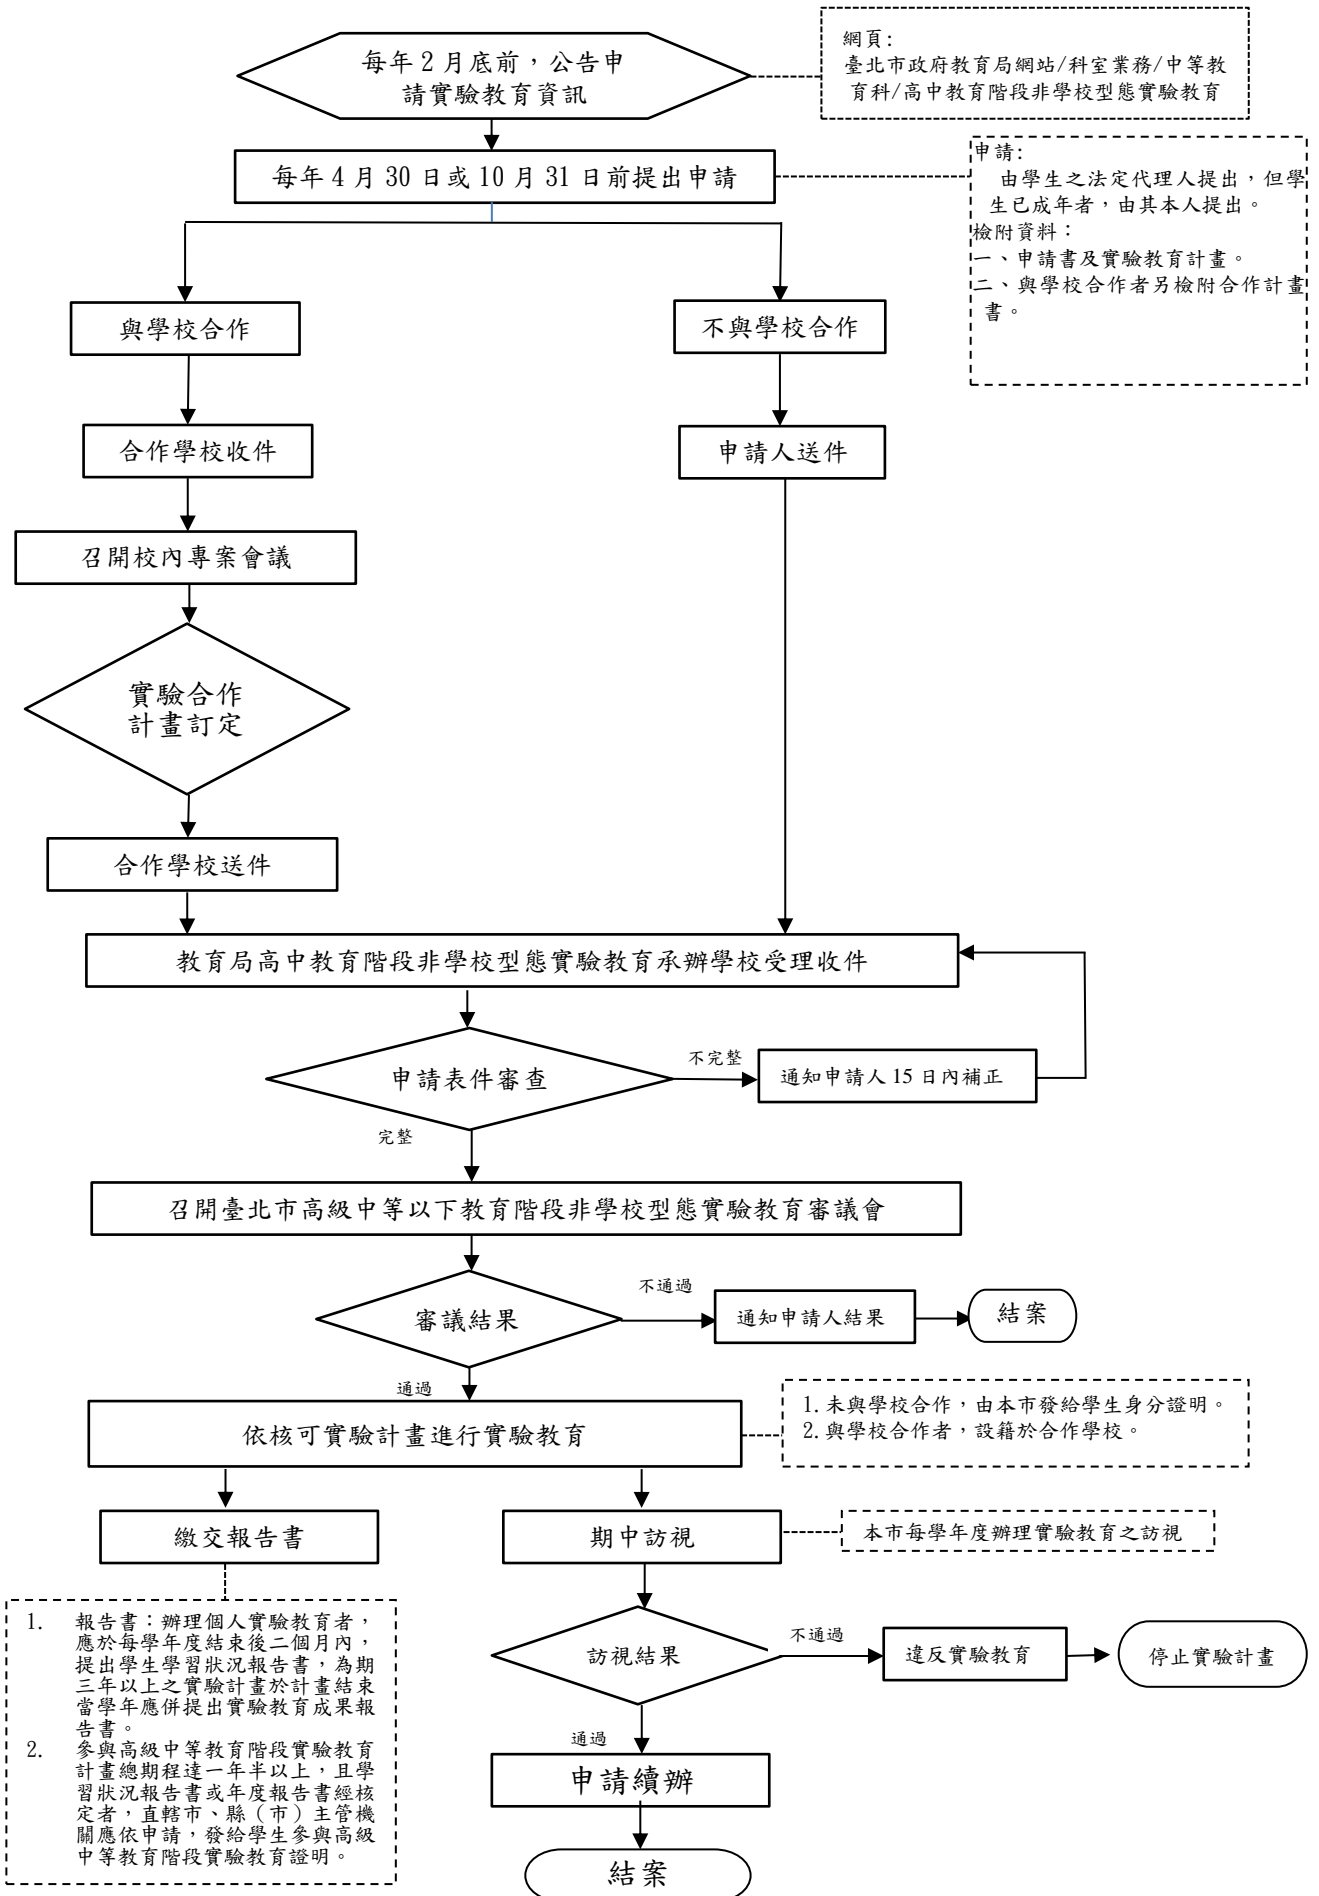 每年 2 月底前，公告申
請實驗教育資訊
網頁:
臺北市政府教育局網站/科室業務/中等教
育科/高中教育階段非學校型態實驗教育
每年 4 月 30 日或 10 月 31 日前提出申請
申請:
由學生之法定代理人提出，但學
生已成年者，由其本人提出。
檢附資料：
一、申請書及實驗教育計畫。
二、與學校合作者另檢附合作計畫
書。
與學校合作
不與學校合作
合作學校收件
申請人送件
召開校內專案會議
實驗合作
計畫訂定
合作學校送件
教育局高中教育階段非學校型態實驗教育承辦學校受理收件
申請表件審查
不完整
通知申請人 15 日內補正
完整
召開臺北市高級中等以下教育階段非學校型態實驗教育審議會
審議結果
不通過
通知申請人結果
結案
通過
依核可實驗計畫進行實驗教育
1.未與學校合作，由本市發給學生身分證明。
2.與學校合作者，設籍於合作學校。
繳交報告書
期中訪視
本市每學年度辦理實驗教育之訪視
1. 報告書：辦理個人實驗教育者，
應於每學年度結束後二個月內，
提出學生學習狀況報告書，為期
三年以上之實驗計畫於計畫結束
當學年應併提出實驗教育成果報
告書。
2. 參與高級中等教育階段實驗教育
計畫總期程達一年半以上，且學
習狀況報告書或年度報告書經核
定者，直轄市、縣（市）主管機
關應依申請，發給學生參與高級
中等教育階段實驗教育證明。
訪視結果
不通過
違反實驗教育
停止實驗計畫
通過
申請續辦
結案